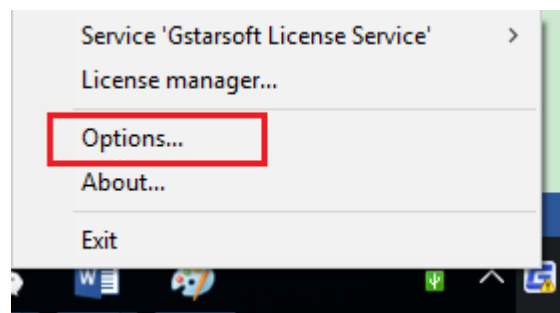 Service 'Gstarsoft License Service'
License manager...
Options...
About...
Exit
W